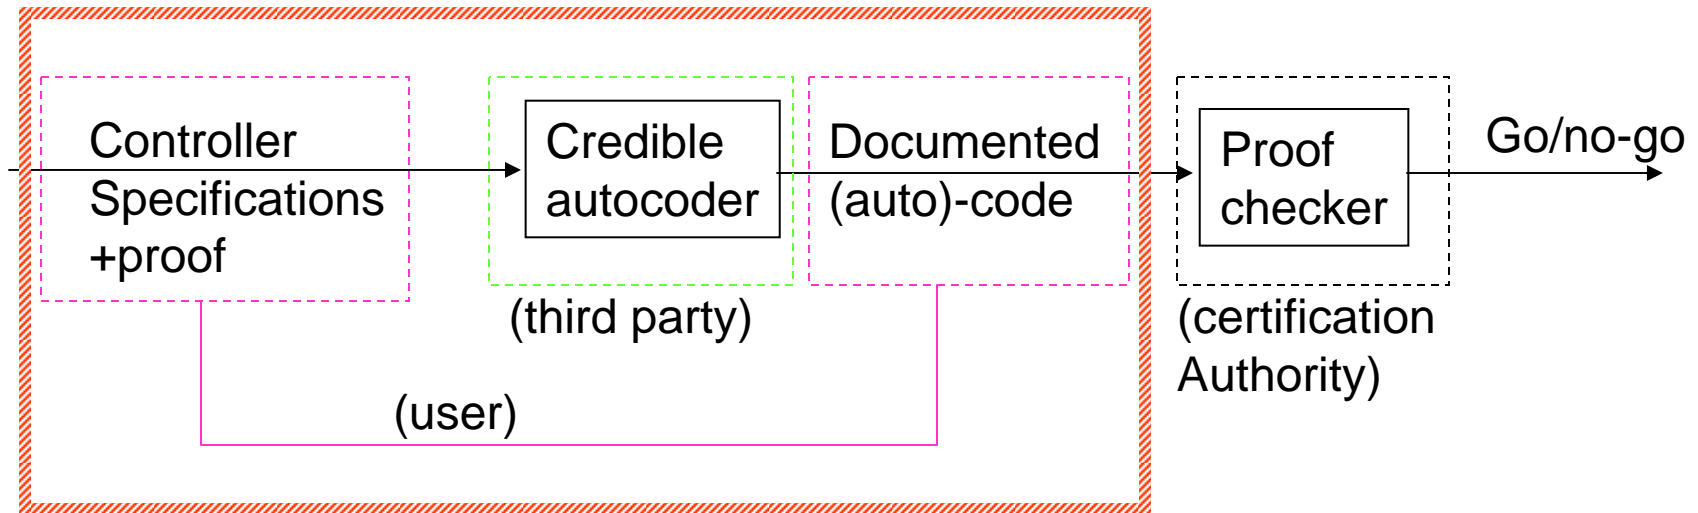 Controller
Specifications
+proof
Credible
autocoder
(third party)
Documented
(auto)-code
(user)
Proof
checker
(certification
Authority)
Go/no-go